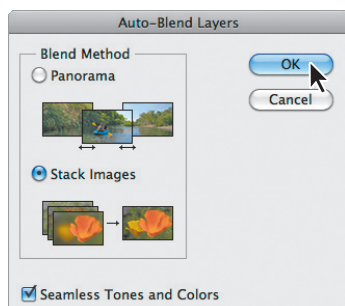 Auto-Blend Layers
Blend Method
Panorama
OK
Cancel
Stack Images
Seamless Tones and Colors